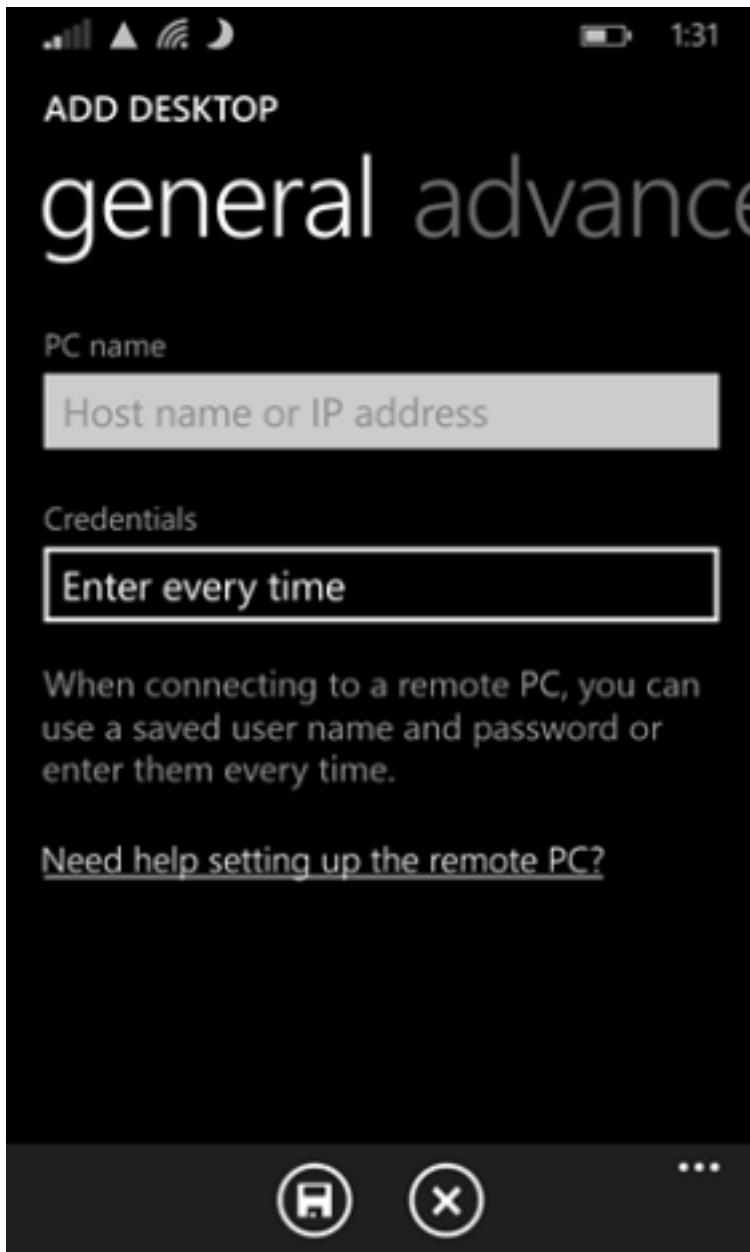 1:31
ADD DESKTOP
general advance
PC name
Host name or IP address
Credentials
Enter every time
When connecting to a remote PC, you can
use a saved user name and password or
enter them every time.
Need help setting up the remote PC?